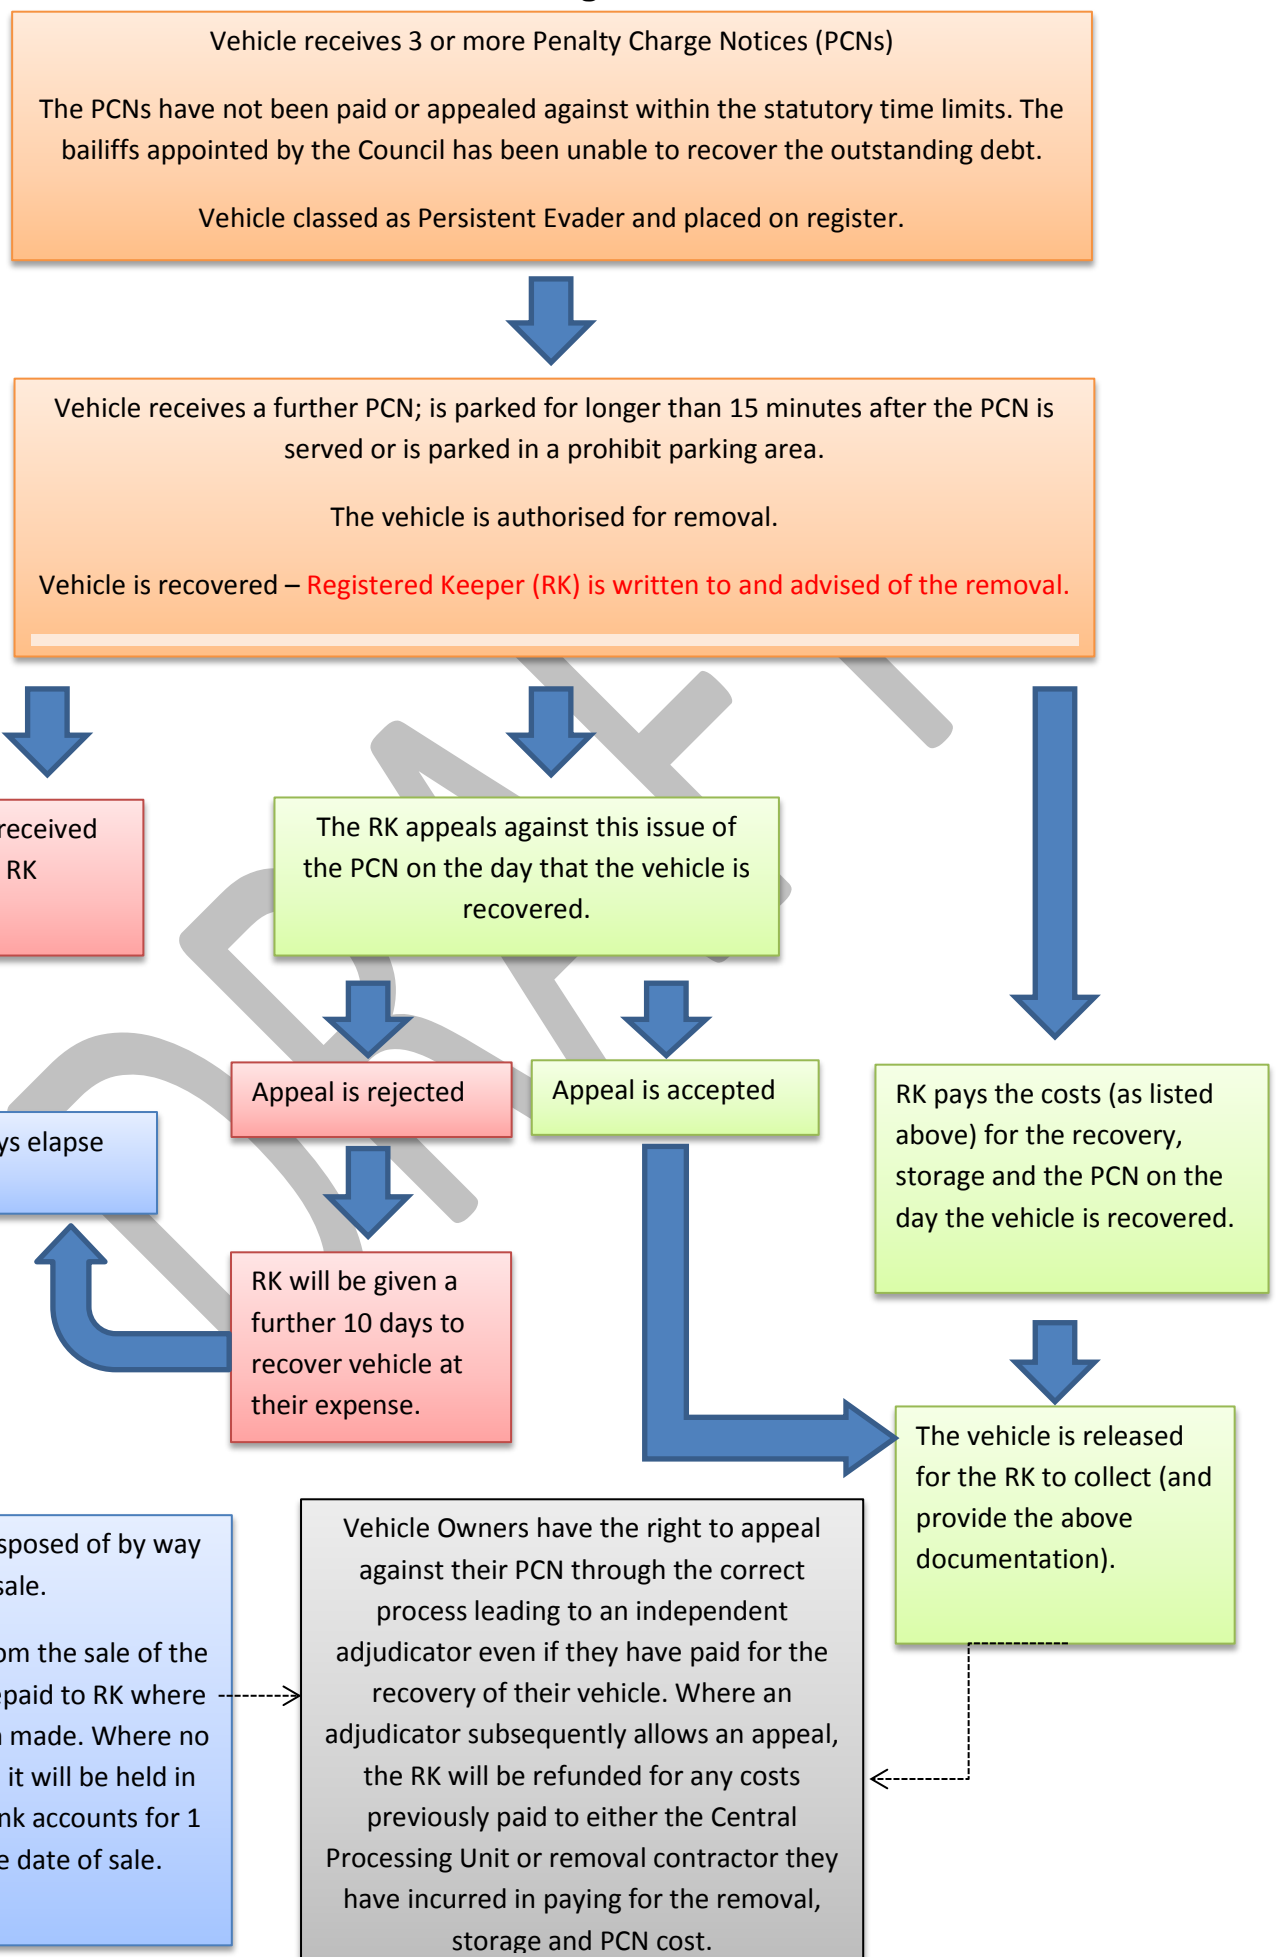 Vehicle receives 3 or more Penalty Charge Notices (PCNs)
The PCNs have not been paid or appealed against within the statutory time limits. The
bailiffs appointed by the Council has been unable to recover the outstanding debt.
Vehicle classed as Persistent Evader and placed on register.
Vehicle receives a further PCN; is parked for longer than 15 minutes after the PCN is
served or is parked in a prohibit parking area.
The vehicle is authorised for removal.
Vehicle is recovered – Registered Keeper (RK) is written to and advised of the removal.
received
RK
The RK appeals against this issue of
the PCN on the day that the vehicle is
recovered.
Appeal is rejected
Appeal is accepted
RK pays the costs (as listed
above) for the recovery,
storage and the PCN on the
day the vehicle is recovered.
ys elapse
RK will be given a
further 10 days to
recover vehicle at
their expense.
The vehicle is released
for the RK to collect (and
provide the above
documentation).
sposed of by way
sale.
om the sale of the
epaid to RK where
made. Where no
it will be held in
nk accounts for 1
e date of sale.
Vehicle Owners have the right to appeal
against their PCN through the correct
process leading to an independent
adjudicator even if they have paid for the
recovery of their vehicle. Where an
adjudicator subsequently allows an appeal,
the RK will be refunded for any costs
previously paid to either the Central
Processing Unit or removal contractor they
have incurred in paying for the removal,
storage and PCN cost.
DRAFT